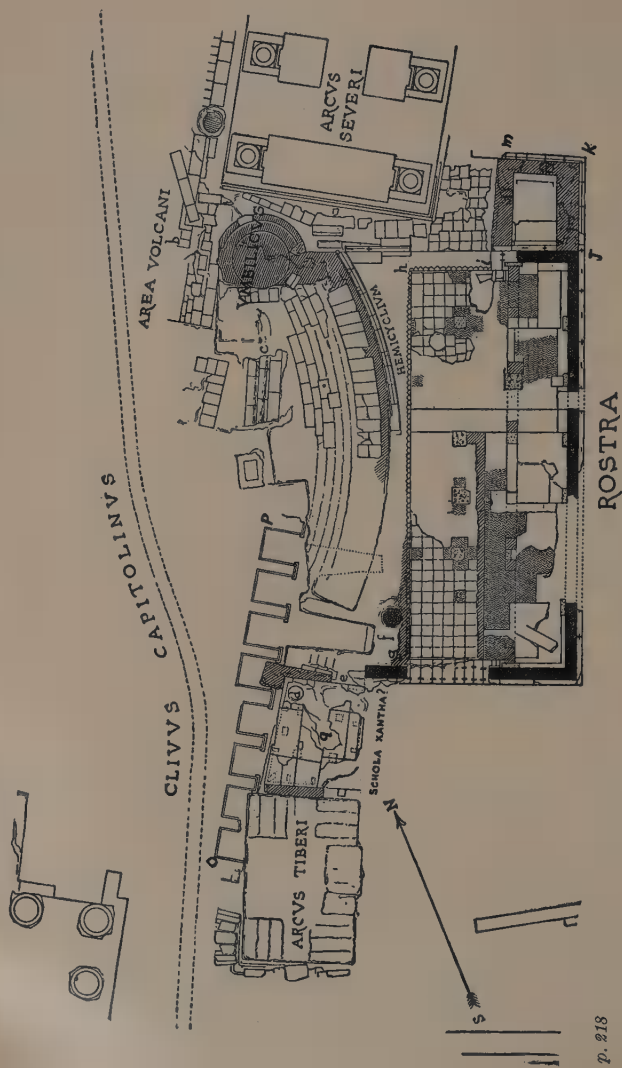 AREA VOLCANI
ARCVS
SEVERI
VMBILICVS
CLIVVS CAPITOLINVS
HEMICYCLIVM
ARCVS TIBERI
SCHOLA XANTHA?
ROSTRA
c
P
h
i
m
k
J
f
g
e
d
q
O
L
N
S
p. 218